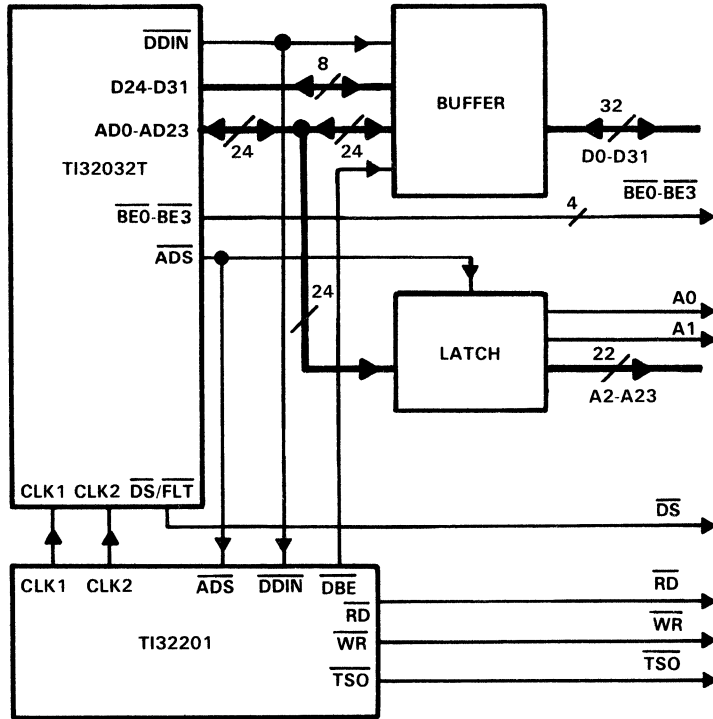 DDIN
8
D24-D31
BUFFER
32
AD0-AD23
24
24
D0-D31
TI32032T
BE0-BE3
BE0-BE3
4
ADS
24
A0
A1
LATCH
22
A2-A23
CLK1 CLK2 DS/FLT
DS
CLK1 CLK2 ADS DDIN DBE
RD
RD
WR
WR
TI32201
TSO
TSO